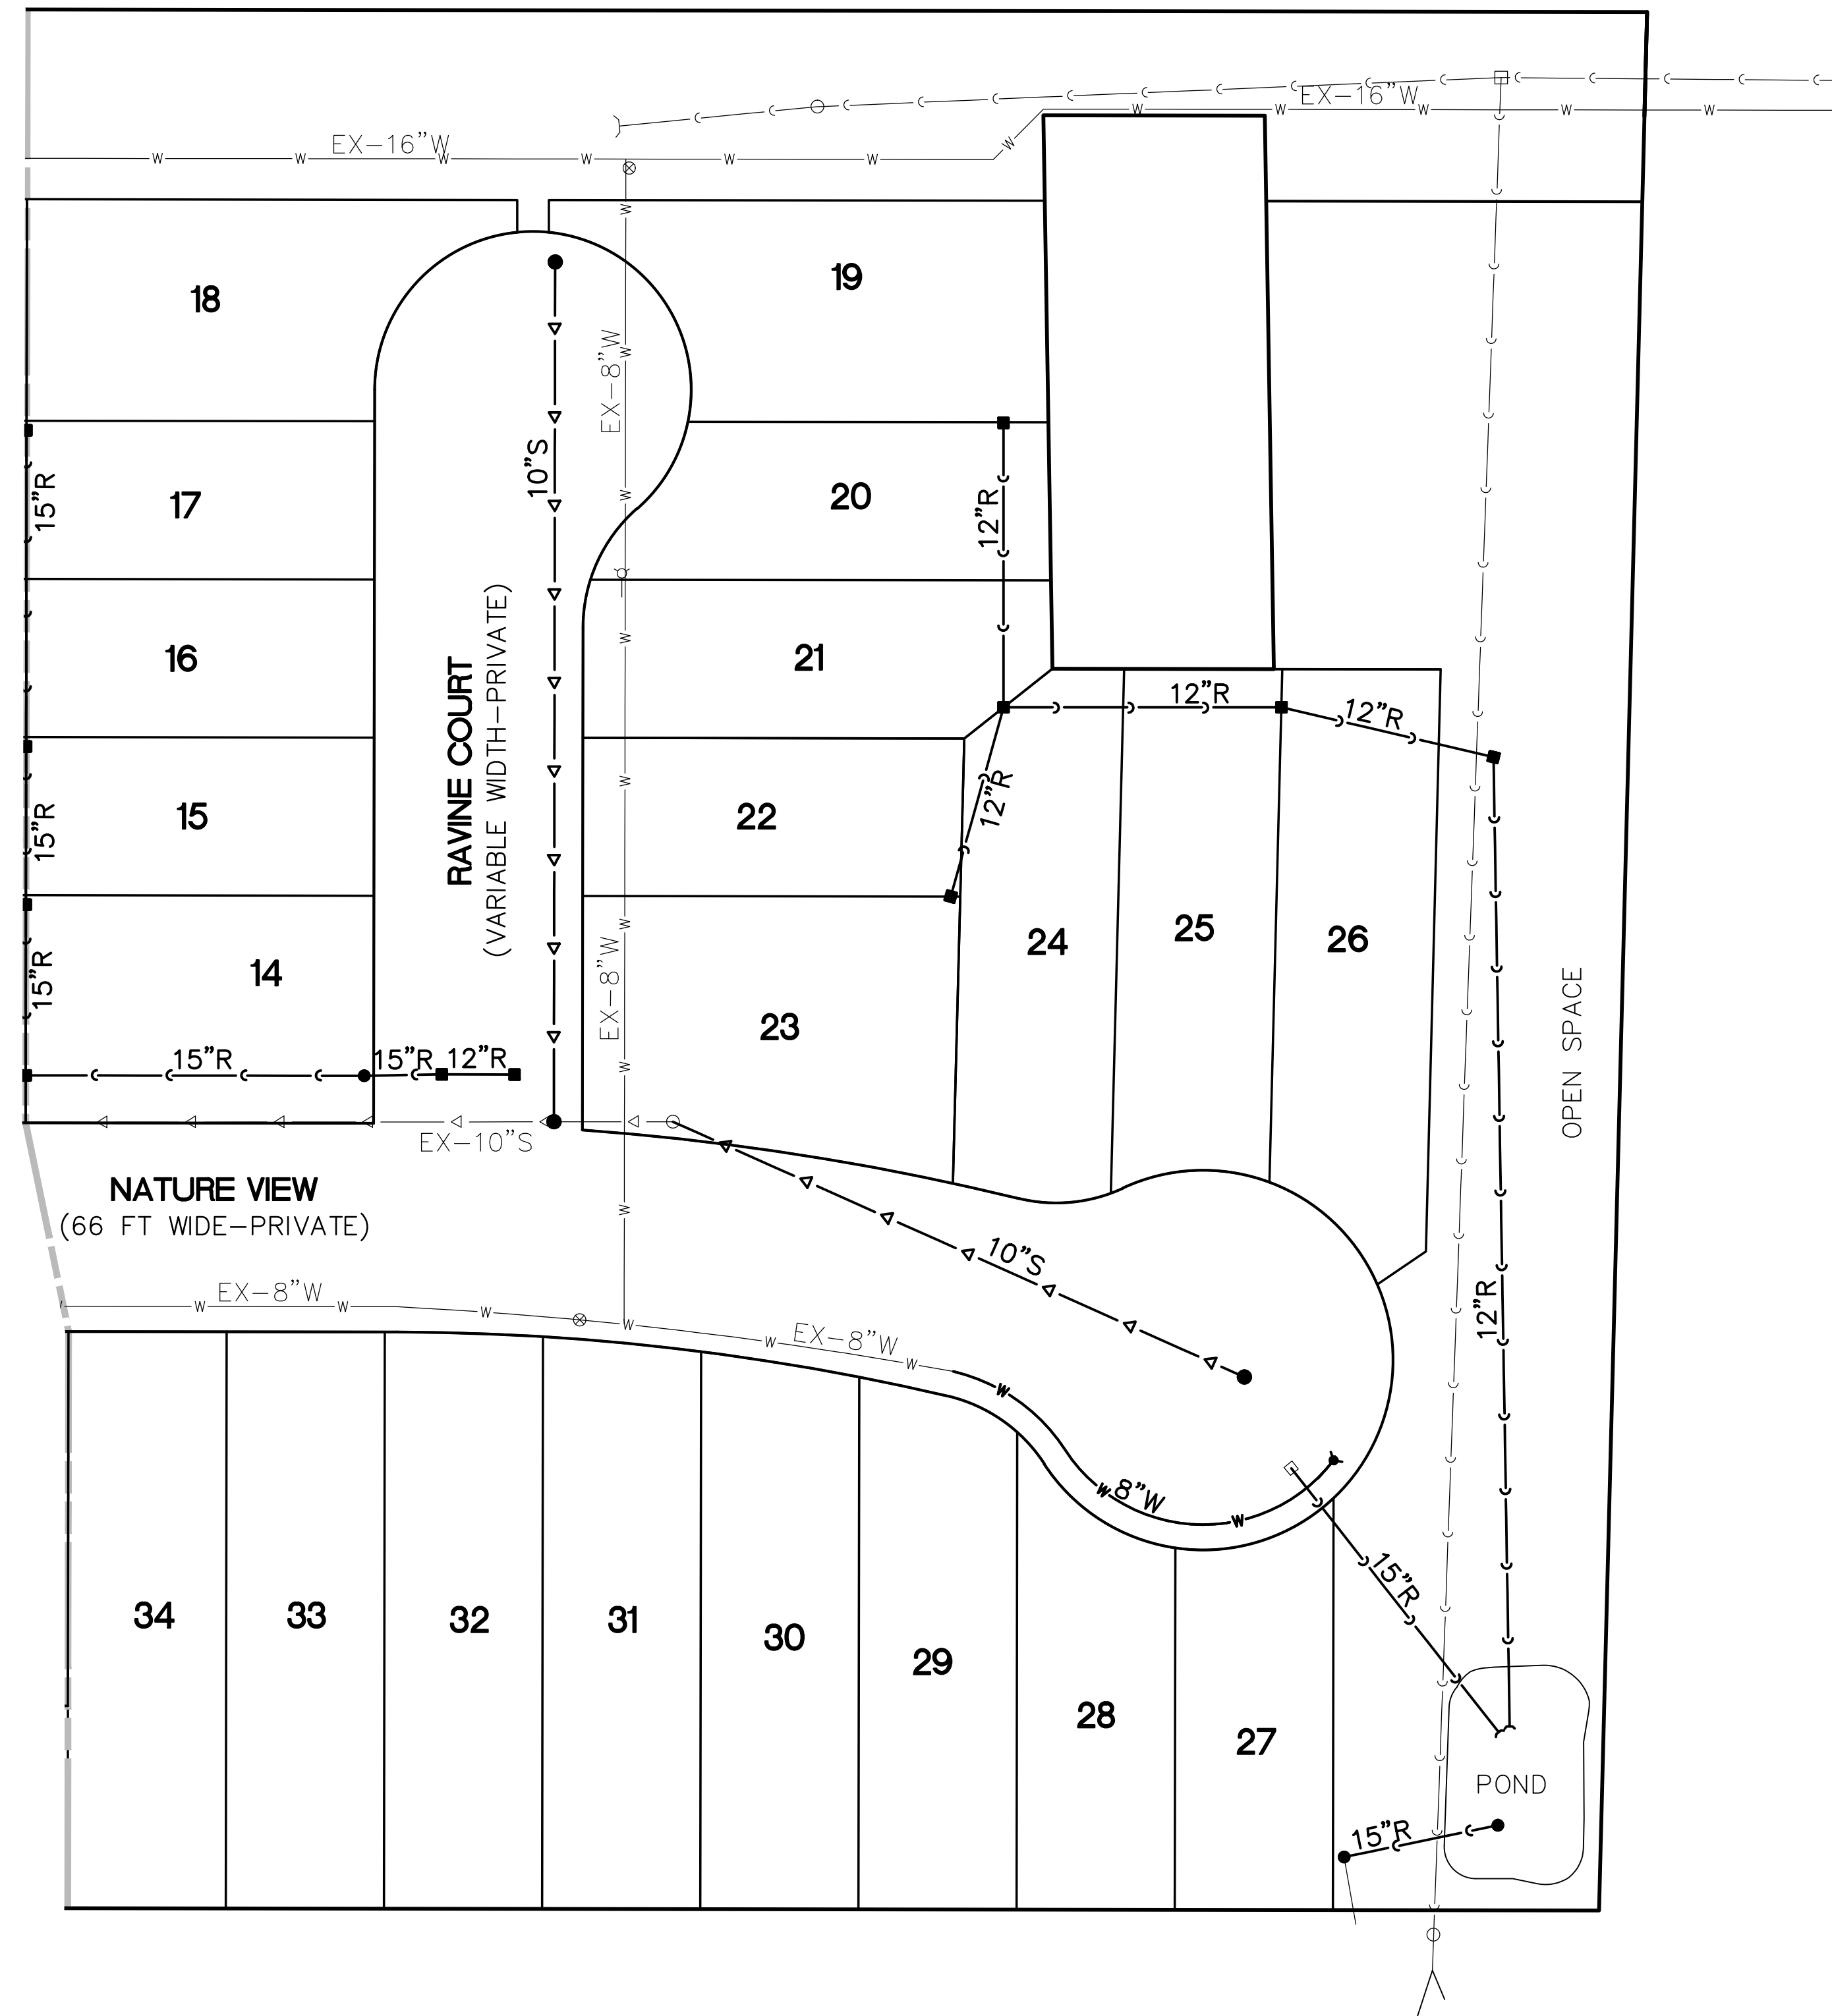 EX-16"W
EX-16"W
18
19
EX-8"W
10"S
15"R
17
20
12"R
16
21
RAVINE COURT
(VARIABLE WIDTH-PRIVATE)
12"R
12"R
15"R
15
22
12"R
24
25
26
14
15"R
EX-8"W
23
OPEN SPACE
15"R
15"R
12"R
EX-10"S
NATURE VIEW
(66 FT WIDE-PRIVATE)
10"S
EX-8"W
EX-8"W
12"R
8"W
15"R
34
33
32
31
30
29
28
27
POND
15"R